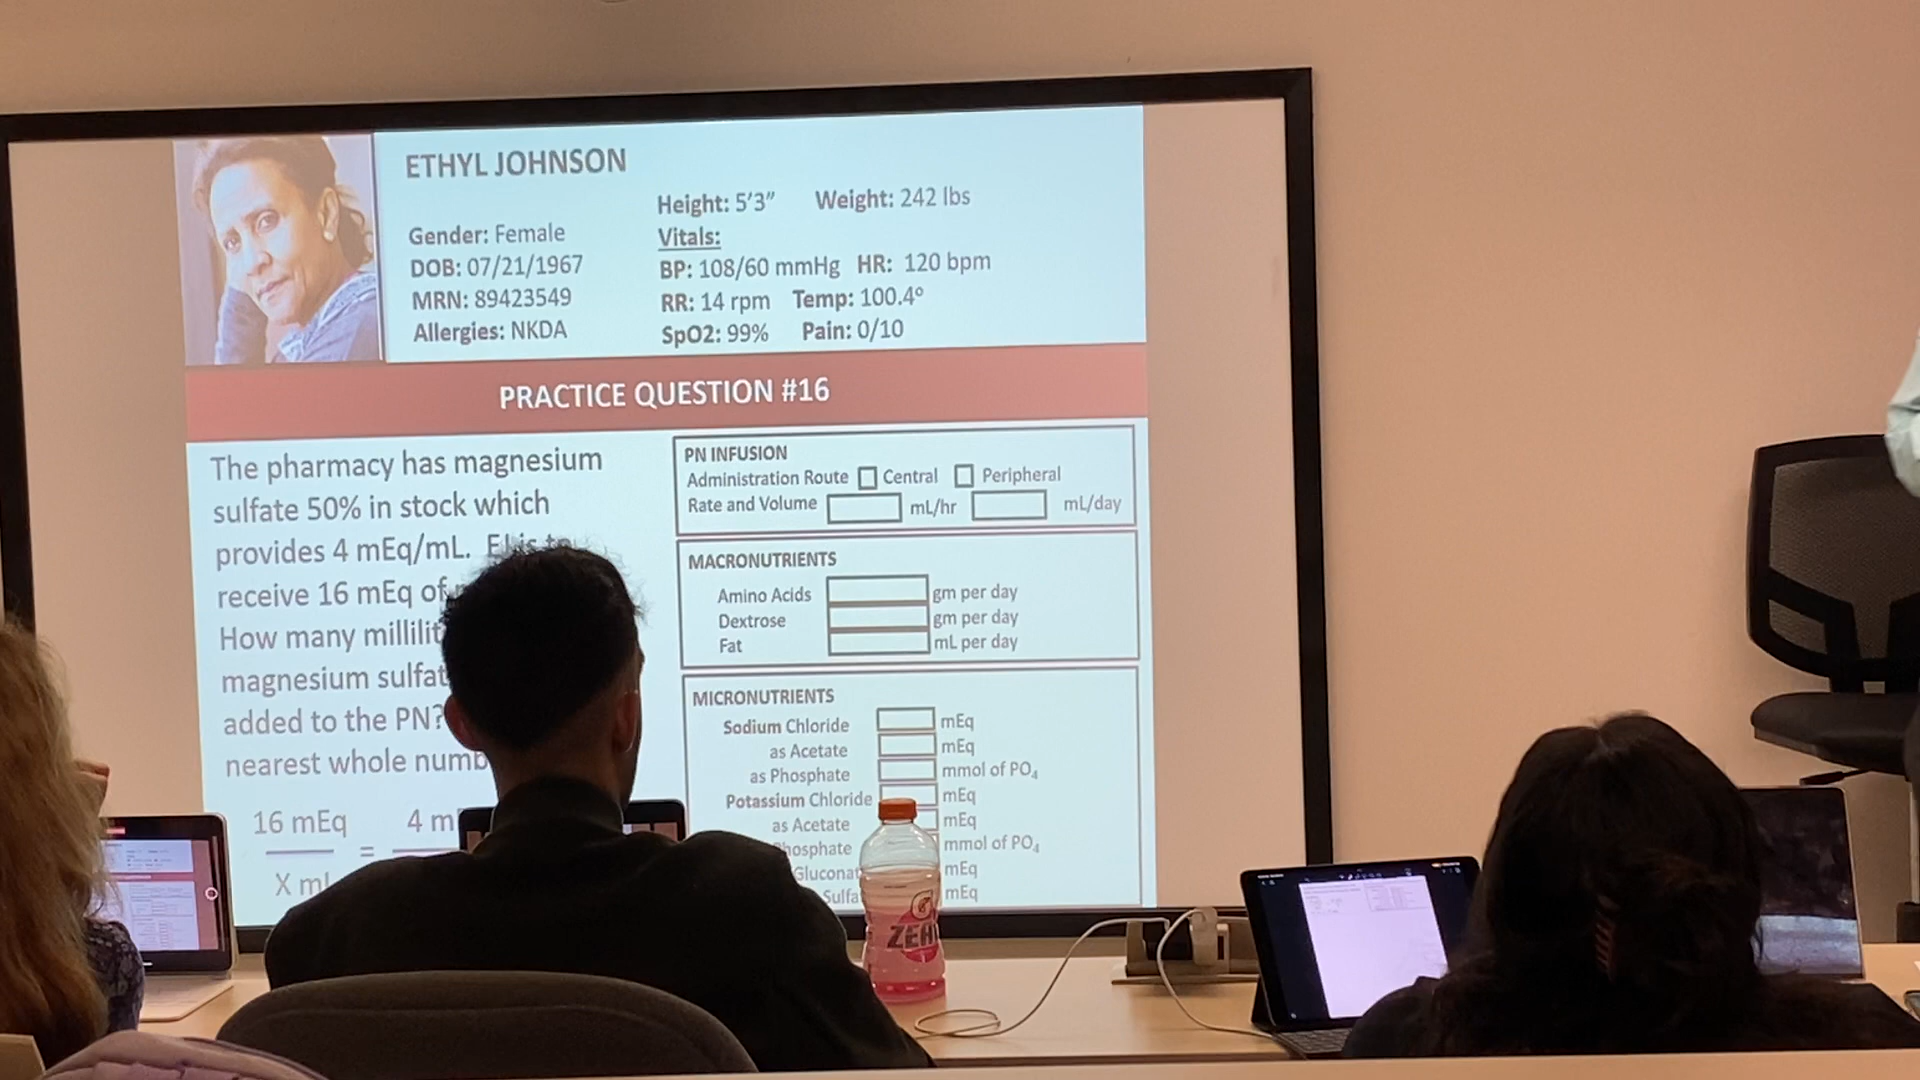 ETHYL JOHNSON
Height: 5'3" Weight: 242 lbs
Gender: Female
Vitals:
DOB: 07/21/1967
BP: 108/60 mmHg HR: 120 bpm
MRN: 89423549
RR: 14 rpm Temp: 100.4°
Allergies: NKDA
SpO2: 99% Pain: 0/10
PRACTICE QUESTION #16
The pharmacy has magnesium
sulfate 50% in stock which
provides 4 mEq/mL. EJ is to
receive 16 mEq of
How many
magnesium
added to the PN?
nearest whole
16 mEq
=
X mL
PN INFUSION
Administration Route Central Peripheral
Rate and Volume mL/hr mL/day
MACRONUTRIENTS
Amino Acids gm per day
Dextrose gm per day
Fat mL per day
MICRONUTRIENTS
Sodium Chloride mEq
as Acetate mEq
as Phosphate mmol of PO4
Potassium Chloride mEq
as Acetate mEq
mmol of PO4
mEq
mEq
G